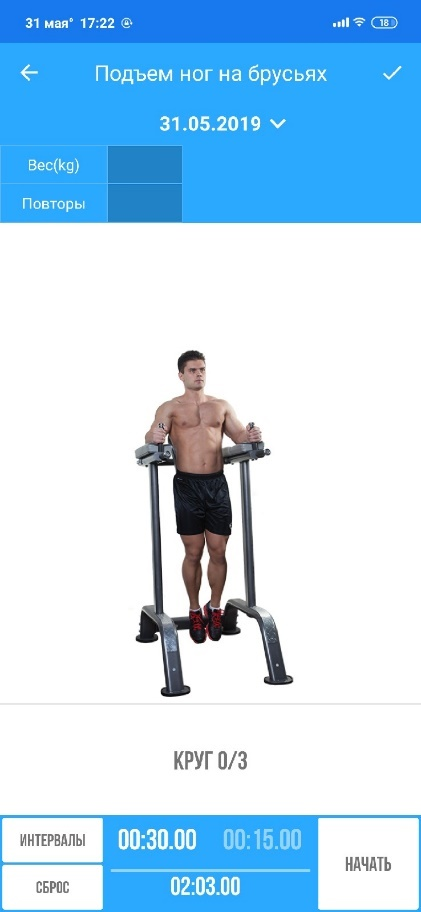 31 мая° 17:22
18
Подъем ног на брусьях
31.05.2019
Вес(kg)
Повторы
КРУГ 0/3
ИНТЕРВАЛЫ
00:30.00 00:15.00
НАЧАТЬ
СБРОС
02:03.00